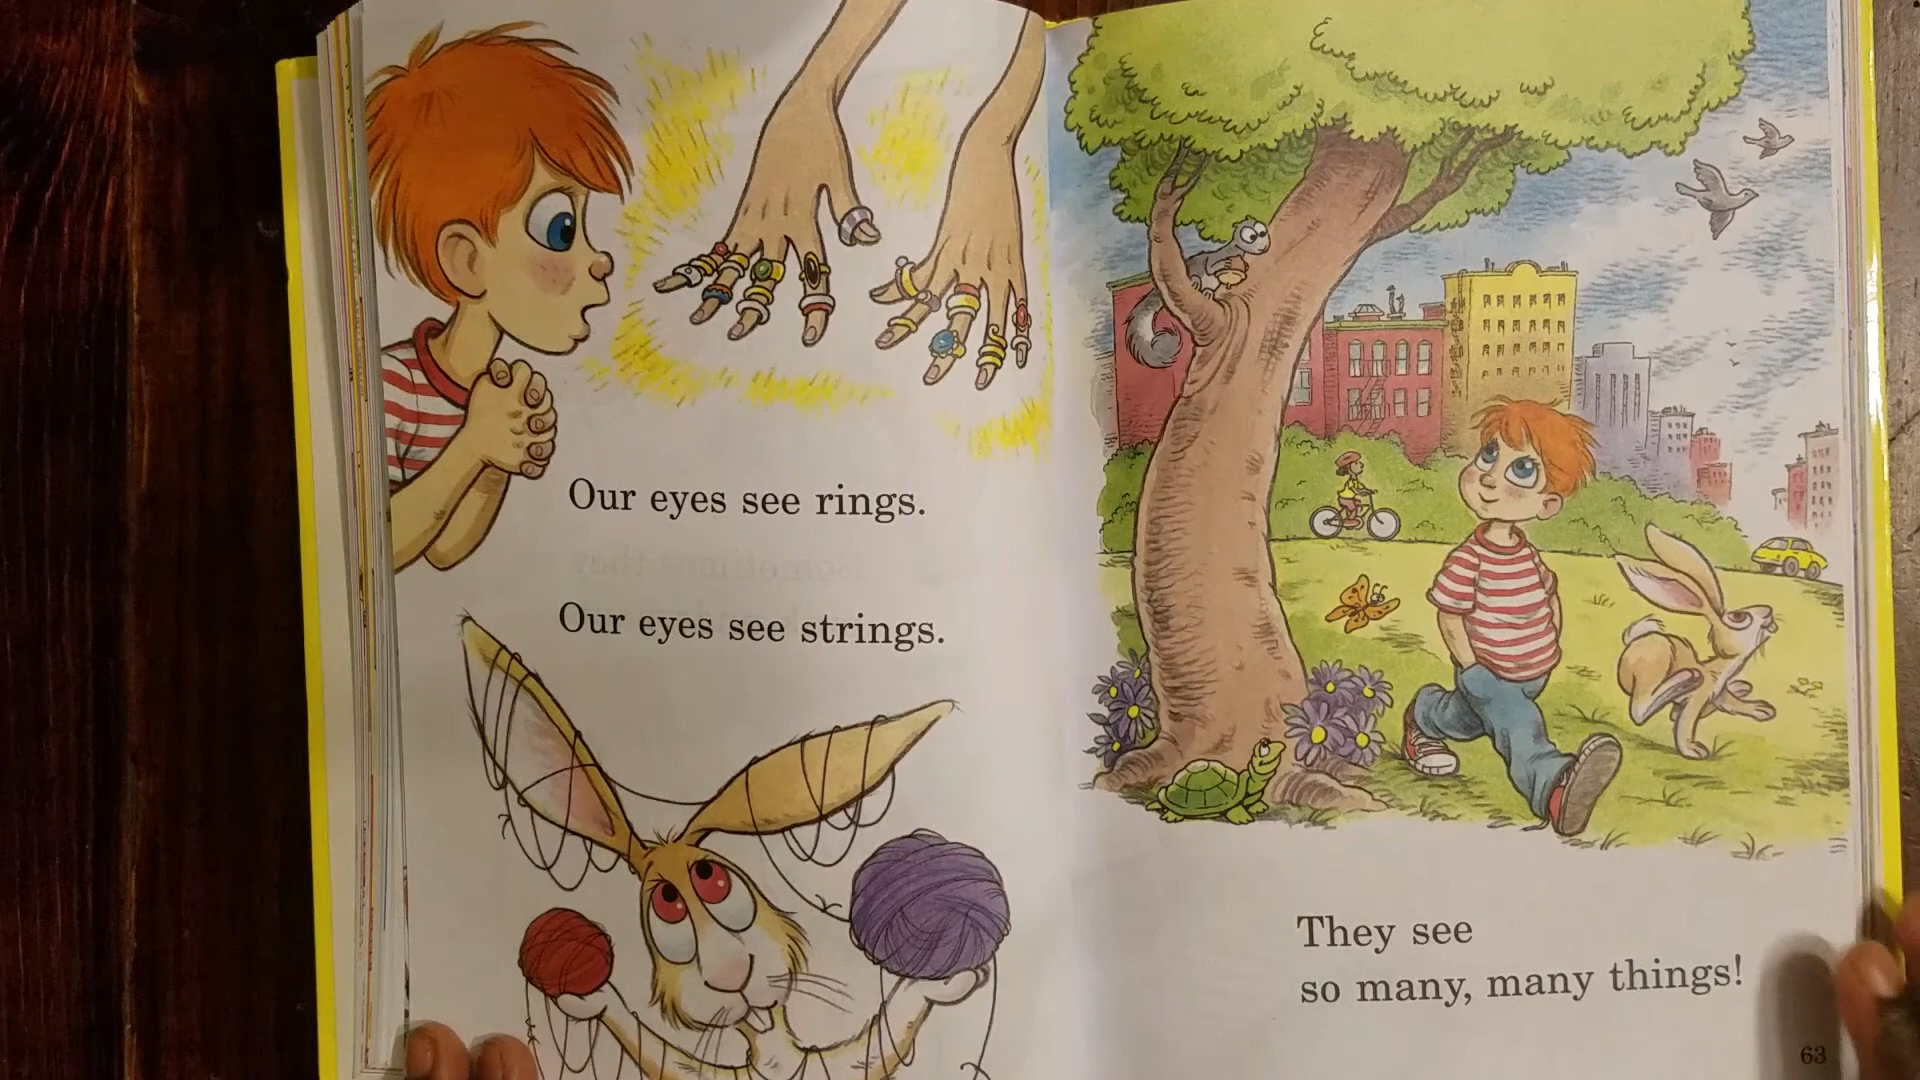 Our eyes see rings.
Our eyes see strings.
They see
so many, many things!
63